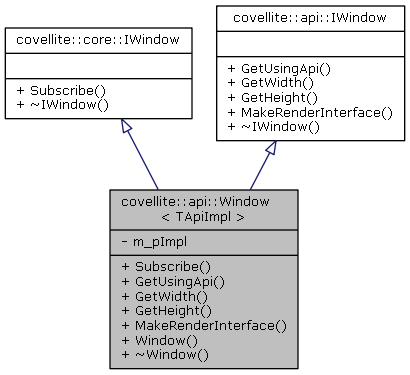 covellite::core::IWindow
+ Subscribe()
+ ~IWindow()
covellite::api::IWindow
+ GetUsingApi()
+ GetWidth()
+ GetHeight()
+ MakeRenderInterface()
+ ~IWindow()
covellite::api::Window
< TApiImpl >
- m_pImpl
+ Subscribe()
+ GetUsingApi()
+ GetWidth()
+ GetHeight()
+ MakeRenderInterface()
+ Window()
+ ~Window()